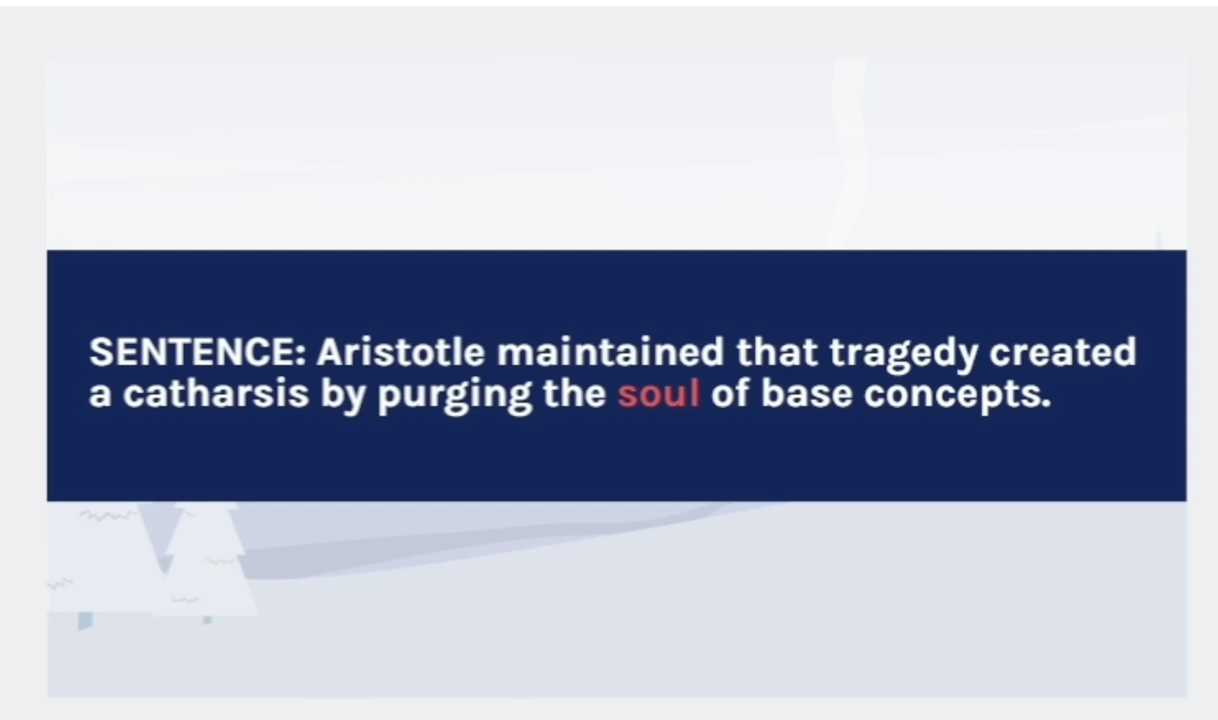 SENTENCE: Aristotle maintained that tragedy created
a catharsis by purging the soul of base concepts.